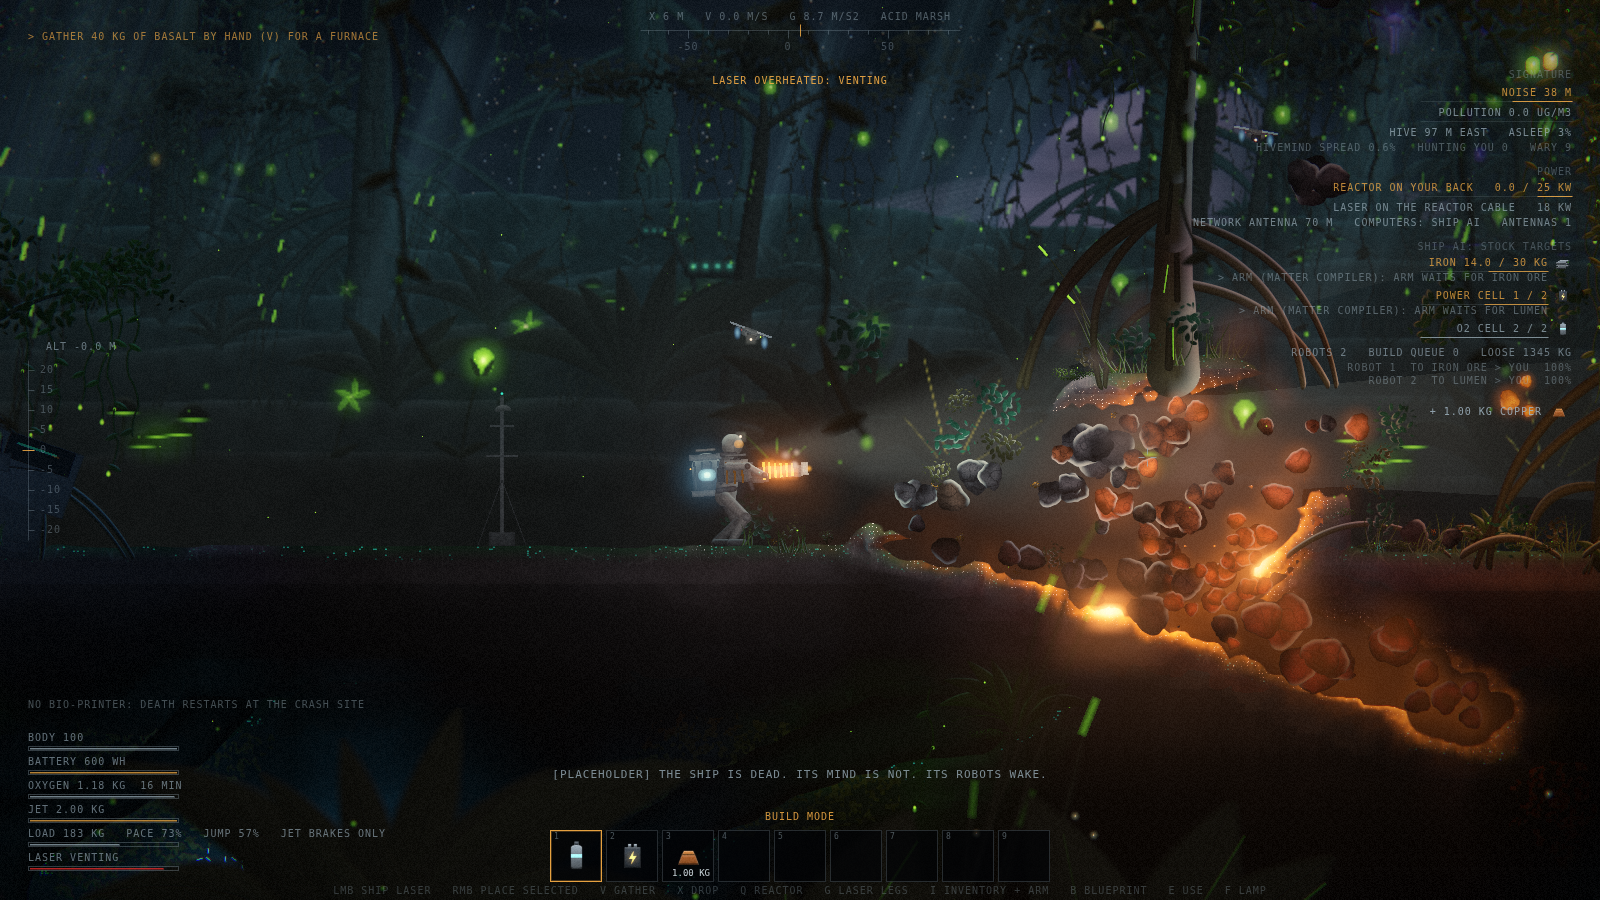 X 6 M   V 0.0 M/S   G 8.7 M/S2   ACID MARSH
> GATHER 40 KG OF BASALT BY HAND (V) FOR A FURNACE
-50   0   50
LASER OVERHEATED: VENTING
SIGNATURE
NOISE 38 M
POLLUTION 0.0 UG/M3
HIVE 97 M EAST   ASLEEP 3%
HIVEMIND SPREAD 0.6%   HUNTING YOU 0   WARY 9
POWER
REACTOR ON YOUR BACK   0.0 / 25 KW
LASER ON THE REACTOR CABLE   18 KW
NETWORK ANTENNA 70 M   COMPUTERS: SHIP AI   ANTENNAS 1
SHIP AI: STOCK TARGETS
IRON 14.0 / 30 KG
> ARM (MATTER COMPILER): ARM WAITS FOR IRON ORE
POWER CELL 1 / 2
> ARM (MATTER COMPILER): ARM WAITS FOR LUMEN
O2 CELL 2 / 2
ROBOTS 2   BUILD QUEUE 0   LOOSE 1345 KG
ROBOT 1  TO IRON ORE > YOU  100%
ROBOT 2  TO LUMEN > YOU  100%
+ 1.00 KG COPPER
ALT -0.0 M
20
15
10
5
0
-5
-10
-15
-20
NO BIO-PRINTER: DEATH RESTARTS AT THE CRASH SITE
BODY 100
BATTERY 600 WH
OXYGEN 1.18 KG  16 MIN
JET 2.00 KG
LOAD 183 KG   PACE 73%   JUMP 57%   JET BRAKES ONLY
LASER VENTING
[PLACEHOLDER] THE SHIP IS DEAD. ITS MIND IS NOT. ITS ROBOTS WAKE.
BUILD MODE
1 2 3 4 5 6 7 8 9
1.00 KG
LMB SHIP LASER   RMB PLACE SELECTED   V GATHER   X DROP   Q REACTOR   G LASER LEGS   I INVENTORY + ARM   B BLUEPRINT   E USE   F LAMP